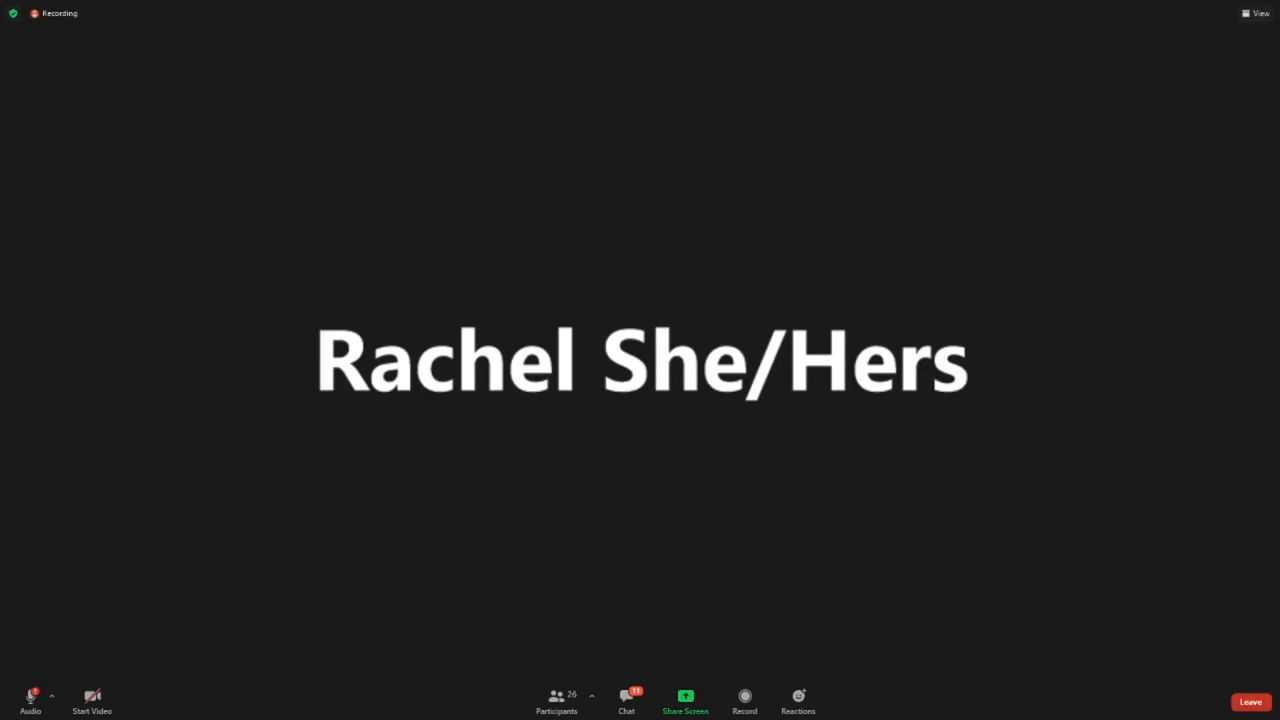 Recording
View
Rachel She/Hers
26
11
Audio
Start Video
Participants
Chat
Share Screen
Record
Reactions
Leave